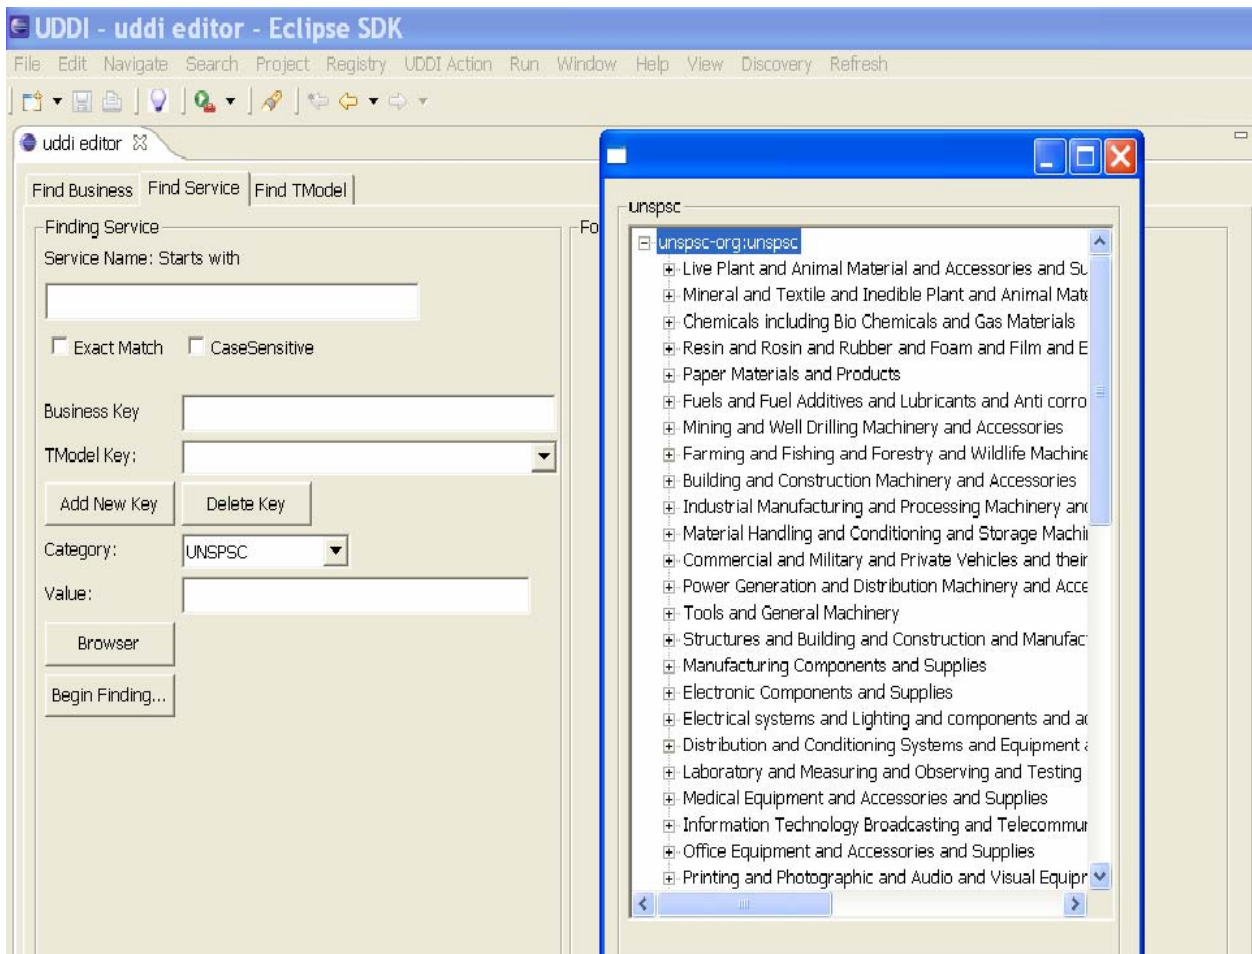 UDDI - uddi editor - Eclipse SDK
File Edit Navigate Search Project Registry UDDI Action Run Window Help View Discovery Refresh
uddi editor
Find Business Find Service Find TModel
Finding Service
Service Name: Starts with
Exact Match CaseSensitive
Business Key
TModel Key:
Add New Key Delete Key
Category: UNSPSC
Value:
Browser
Begin Finding...
Fo
unspsc
unspsc-org:unspsc
Live Plant and Animal Material and Accessories and Su
Mineral and Textile and Inedible Plant and Animal Mate
Chemicals including Bio Chemicals and Gas Materials
Resin and Rosin and Rubber and Foam and Film and E
Paper Materials and Products
Fuels and Fuel Additives and Lubricants and Anti corro
Mining and Well Drilling Machinery and Accessories
Farming and Fishing and Forestry and Wildlife Machine
Building and Construction Machinery and Accessories
Industrial Manufacturing and Processing Machinery and
Material Handling and Conditioning and Storage Machi
Commercial and Military and Private Vehicles and their
Power Generation and Distribution Machinery and Acce
Tools and General Machinery
Structures and Building and Construction and Manufac
Manufacturing Components and Supplies
Electronic Components and Supplies
Electrical systems and Lighting and components and ac
Distribution and Conditioning Systems and Equipment
Laboratory and Measuring and Observing and Testing
Medical Equipment and Accessories and Supplies
Information Technology Broadcasting and Telecommun
Office Equipment and Accessories and Supplies
Printing and Photographic and Audio and Visual Equipr